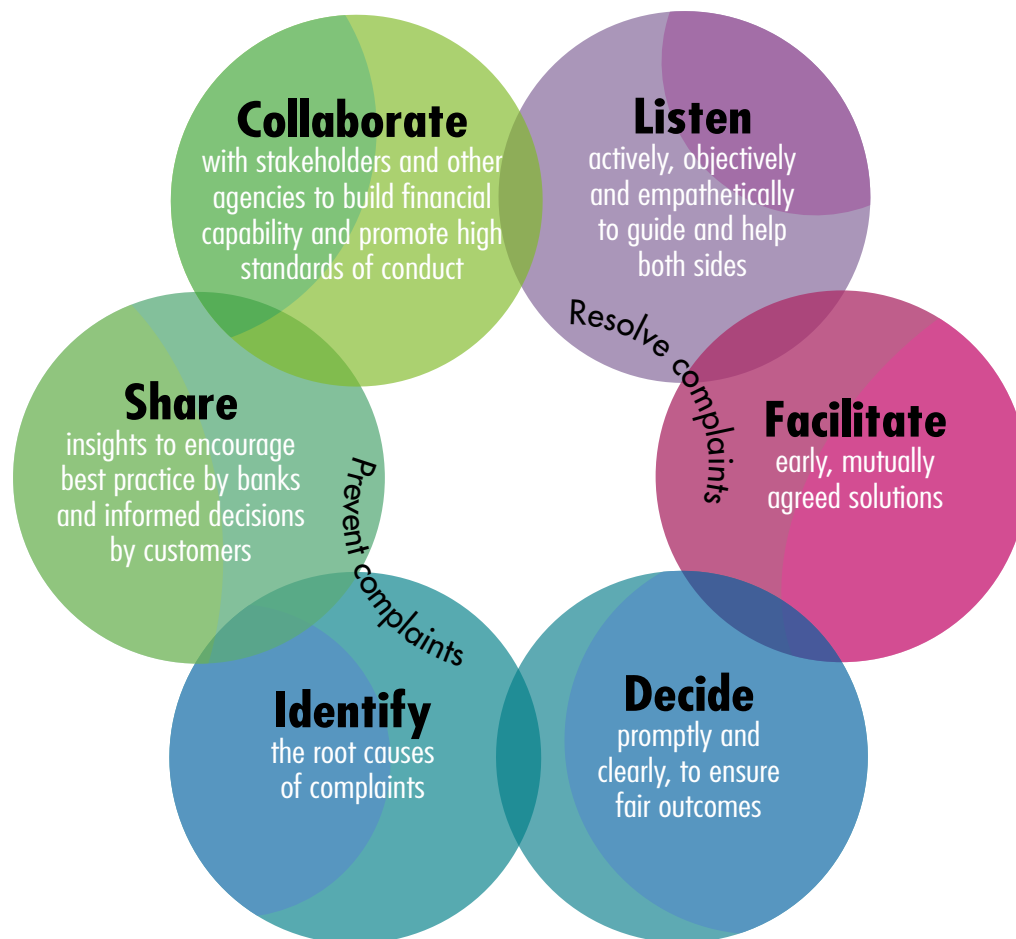 Collaborate
with stakeholders and other
agencies to build financial
capability and promote high
standards of conduct
Listen
actively, objectively
and empathetically
to guide and help
both sides
Resolve complaints
Facilitate
early, mutually
agreed solutions
Decide
promptly and
clearly, to ensure
fair outcomes
Identify
the root causes
of complaints
Share
insights to encourage
best practice by banks
and informed decisions
by customers
Prevent complaints